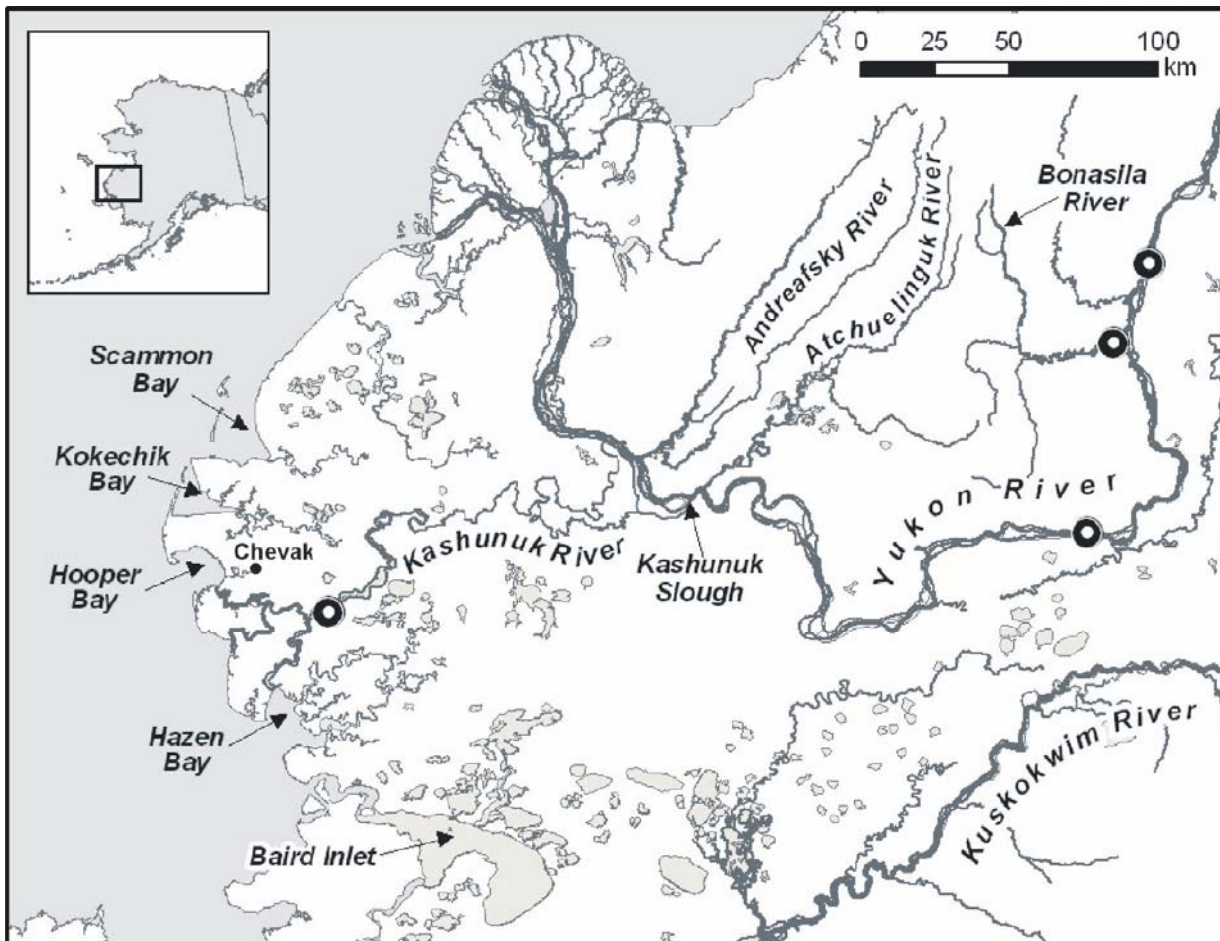 0 25 50 100
km
Bonasila
River
Andreafsky River
Atchuelinguk River
Scammon
Bay
Kokechik
Bay
Yukon River
Chevak
Kashunuk River
Hooper
Bay
Kashunuk
Slough
Hazen
Bay
Kuskokwim River
Baird Inlet